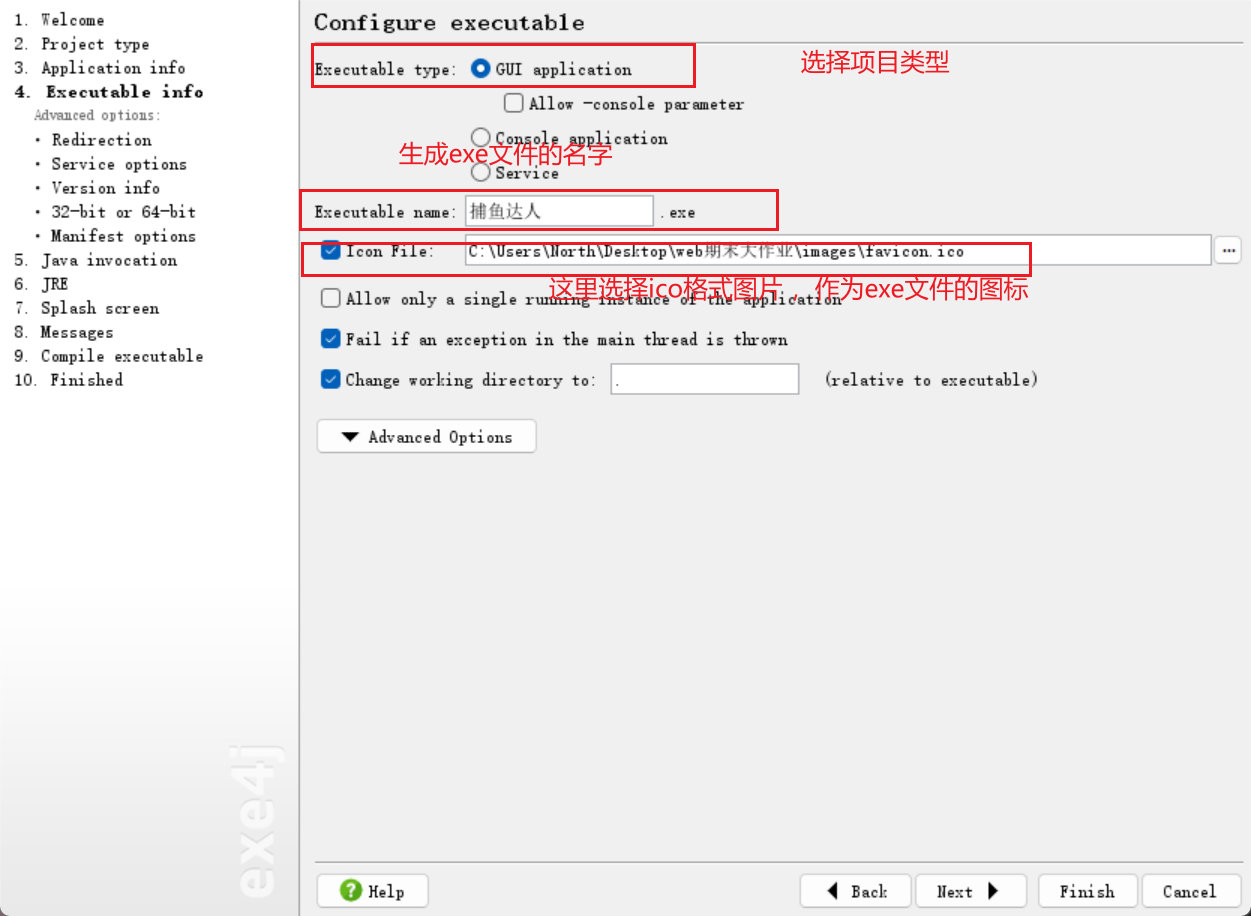 1. Welcome
2. Project type
3. Application info
4. Executable info
Advanced options:
· Redirection
· Service options
· Version info
· 32-bit or 64-bit
· Manifest options
5. Java invocation
6. JRE
7. Splash screen
8. Messages
9. Compile executable
10. Finished
exe4j
Configure executable
Executable type: GUI application
选择项目类型
Allow -console parameter
Console application
生成exe文件的名字
Service
Executable name: 捕鱼达人 .exe
Icon File: C:\Users\North\Desktop\web期末大作业\images\favicon.ico ...
这里选择ico格式图片，作为exe文件的图标
Allow only a single running instance of the application
Fail if an exception in the main thread is thrown
Change working directory to: . (relative to executable)
Advanced Options
Help Back Next Finish Cancel